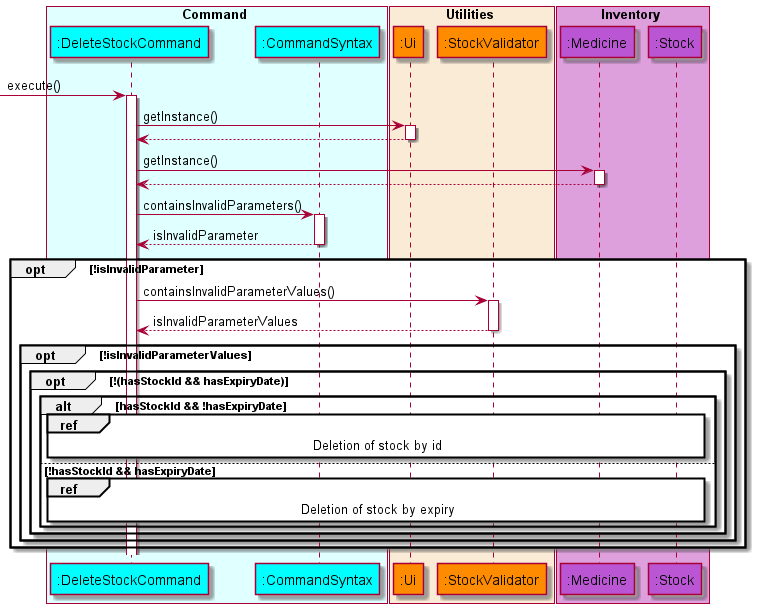 Command Utilities Inventory
:DeleteStockCommand :CommandSyntax :Ui :StockValidator :Medicine :Stock
execute()
getInstance()
getInstance()
containsInvalidParameters()
isInvalidParameter
opt [!isInvalidParameter]
containsInvalidParameterValues()
isInvalidParameterValues
opt [!isInvalidParameterValues]
opt [!(hasStockId && hasExpiryDate)]
alt [hasStockId && !hasExpiryDate]
ref
Deletion of stock by id
[!hasStockId && hasExpiryDate]
ref
Deletion of stock by expiry
:DeleteStockCommand :CommandSyntax :Ui :StockValidator :Medicine :Stock